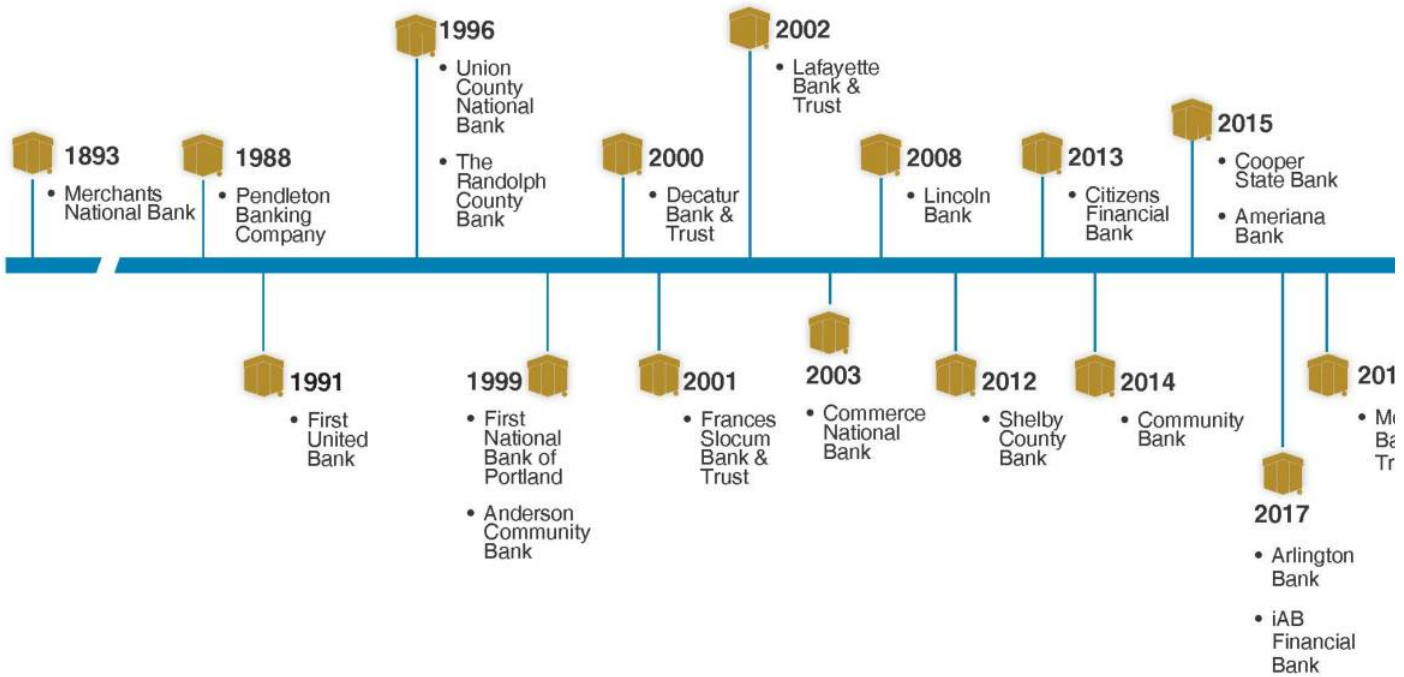 1893
• Merchants
National Bank
1988
• Pendleton
Banking
Company
1991
• First
United
Bank
1996
• Union
County
National
Bank
• The
Randolph
County
Bank
1999
• First
National
Bank of
Portland
• Anderson
Community
Bank
2000
• Decatur
Bank &
Trust
2001
• Frances
Slocum
Bank &
Trust
2002
• Lafayette
Bank &
Trust
2003
• Commerce
National
Bank
2008
• Lincoln
Bank
2012
• Shelby
County
Bank
2013
• Citizens
Financial
Bank
2014
• Community
Bank
2015
• Cooper
State Bank
• Ameriana
Bank
2017
• Arlington
Bank
• iAB
Financial
Bank